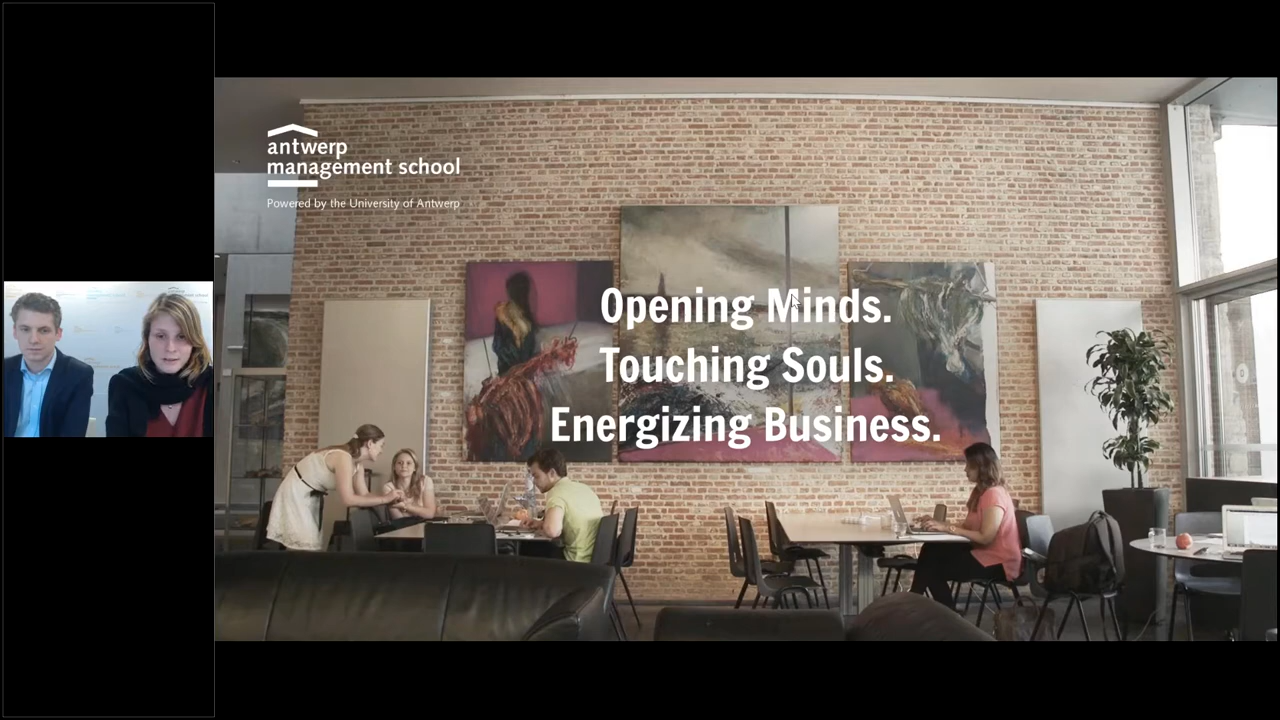 antwerp
management school
Powered by the University of Antwerp
Opening Minds.
Touching Souls.
Energizing Business.